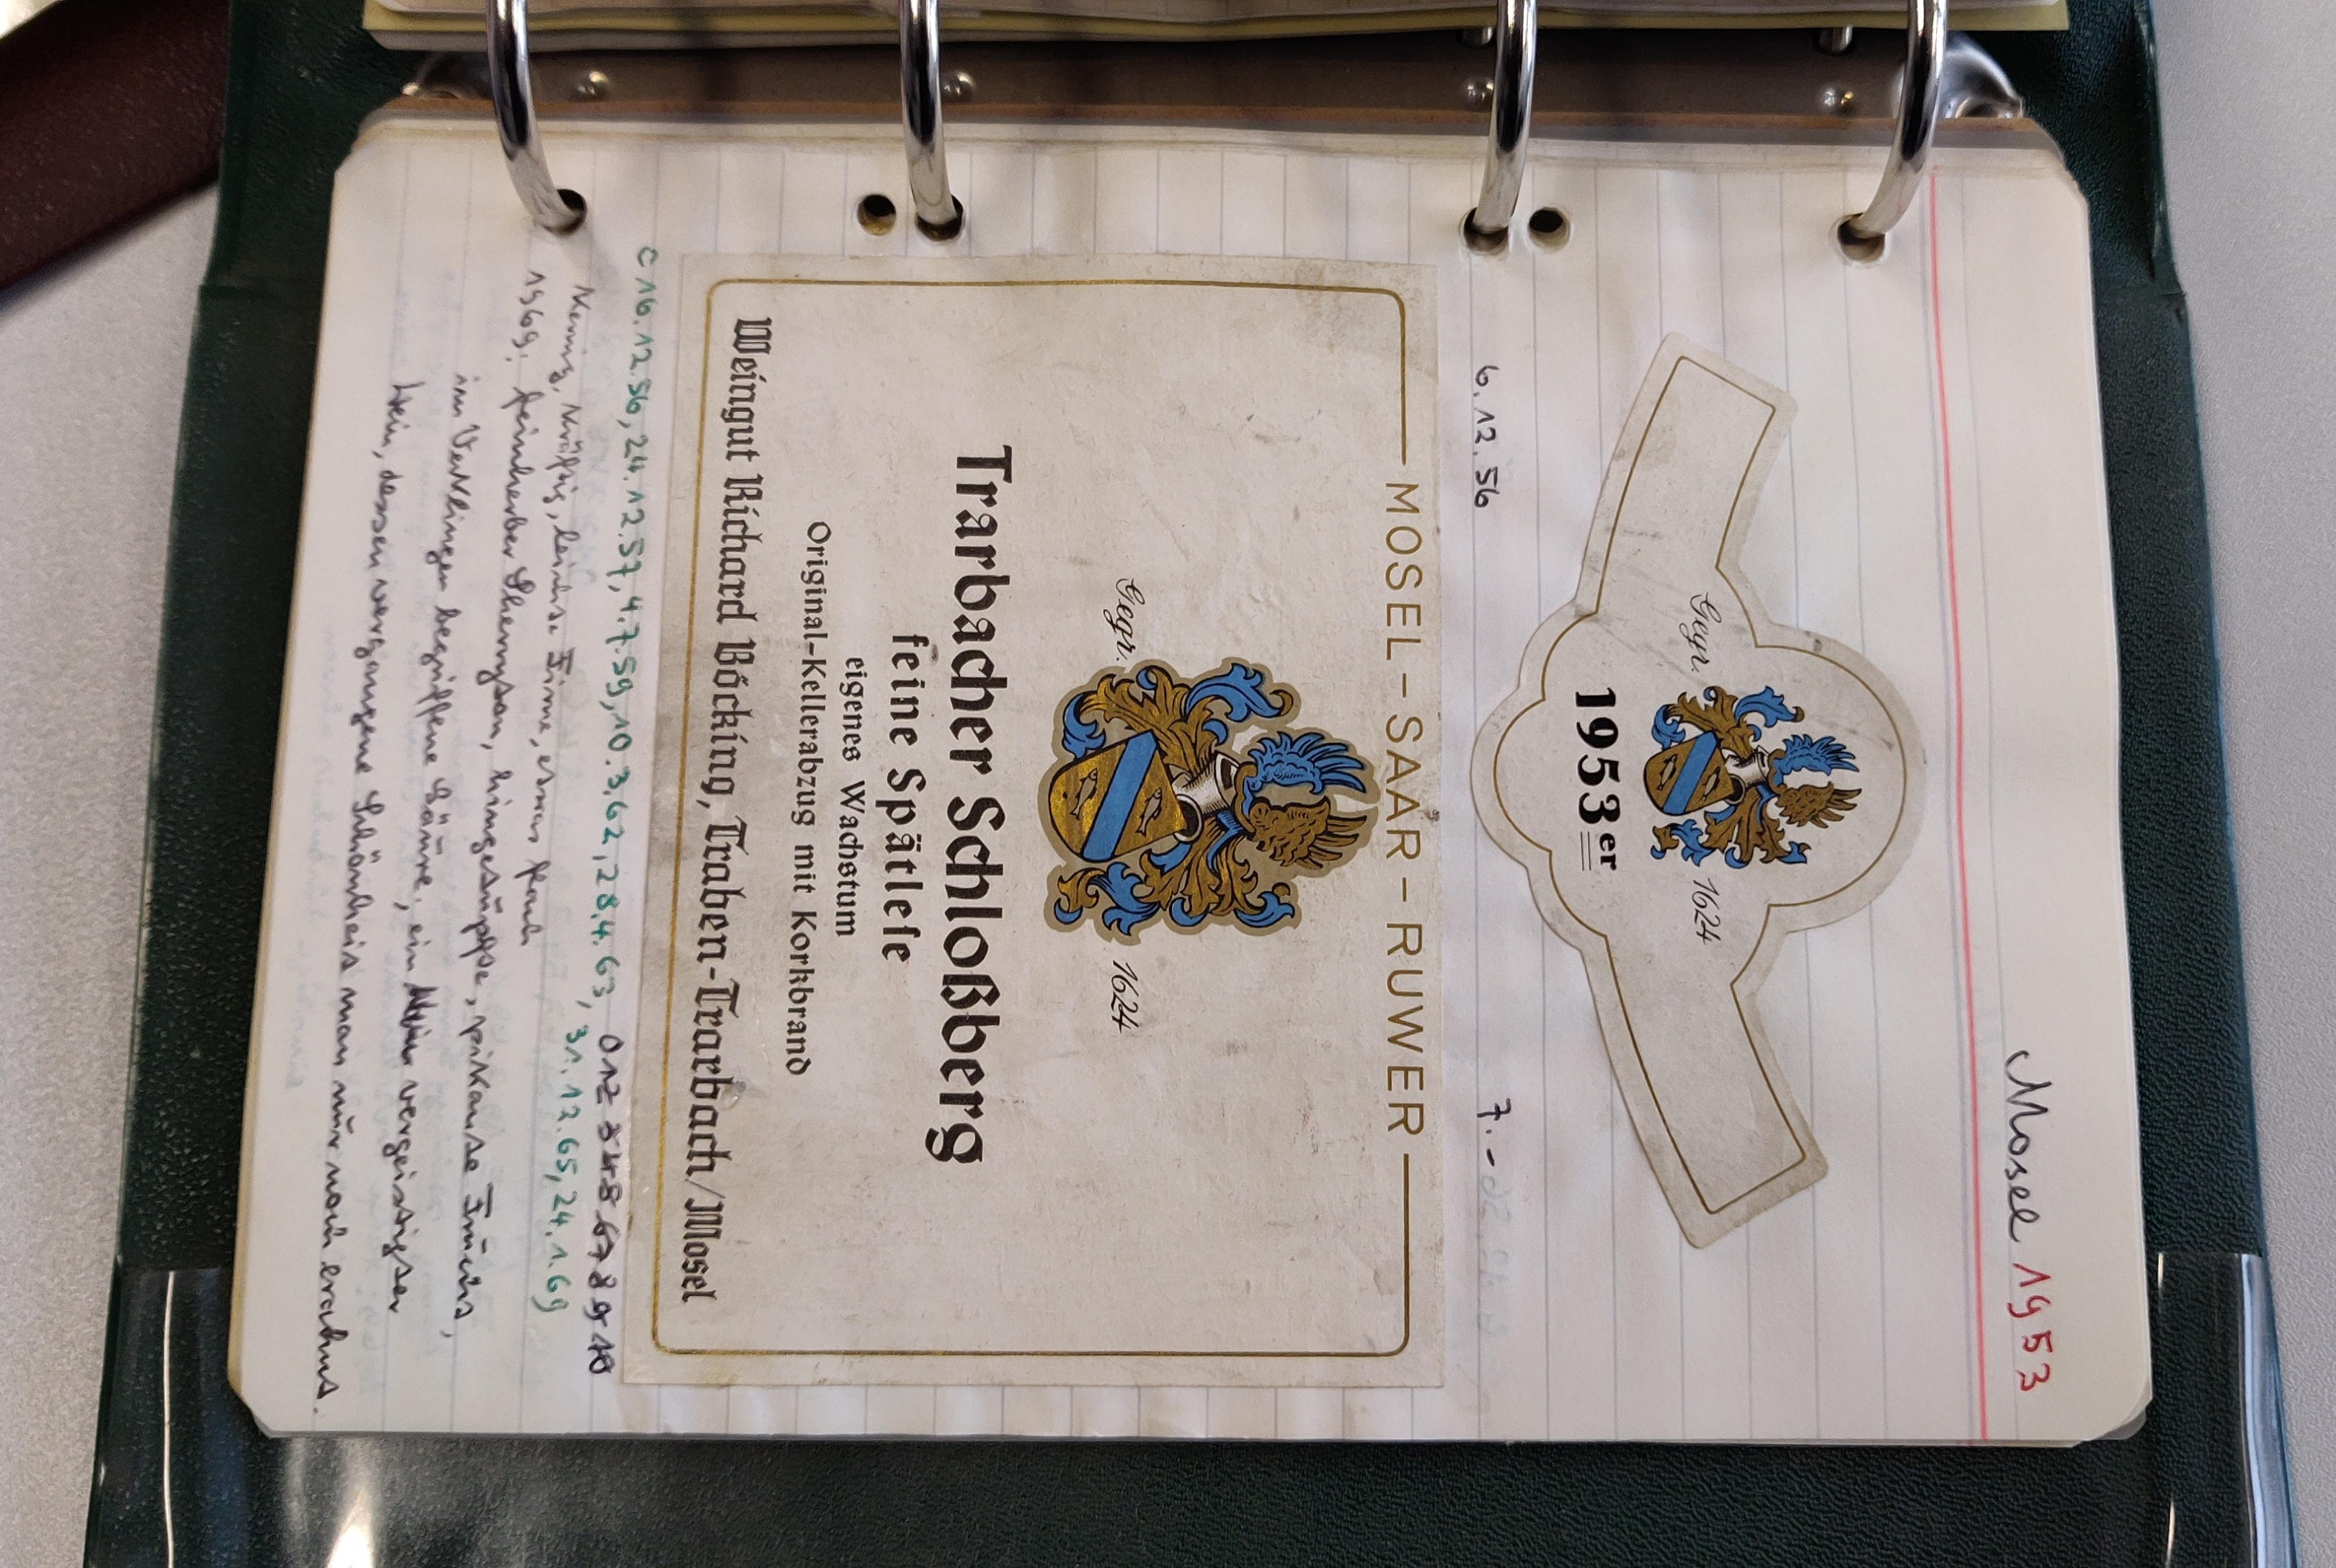 Mosel 1953
Gegr. 1624
1953er
6.12.56 7.-
MOSEL-SAAR-RUWER
Gegr. 1624
Trarbacher Schloßberg
feine Spätleſe
eigenes Wachstum
Original-Kellerabzug mit Korkbrand
Weingut Richard Böcking, Traben-Trarbach/Mosel
c 16.12.56, 24.12.57, 4.7.59, 10.3.62, 28.4.63, 0 1 2 3 4 5 6 7 8 9 10
31.12.65, 24.1.69
kräftig, leichte Firne, etwas flach
1969: feinherber Sherryton, hingetupfte, pikante Frucht,
im Verklingen begriffene Säure, ein vergeistigter
Wein, dessen vergangene Schönheit man nur noch erahnt.